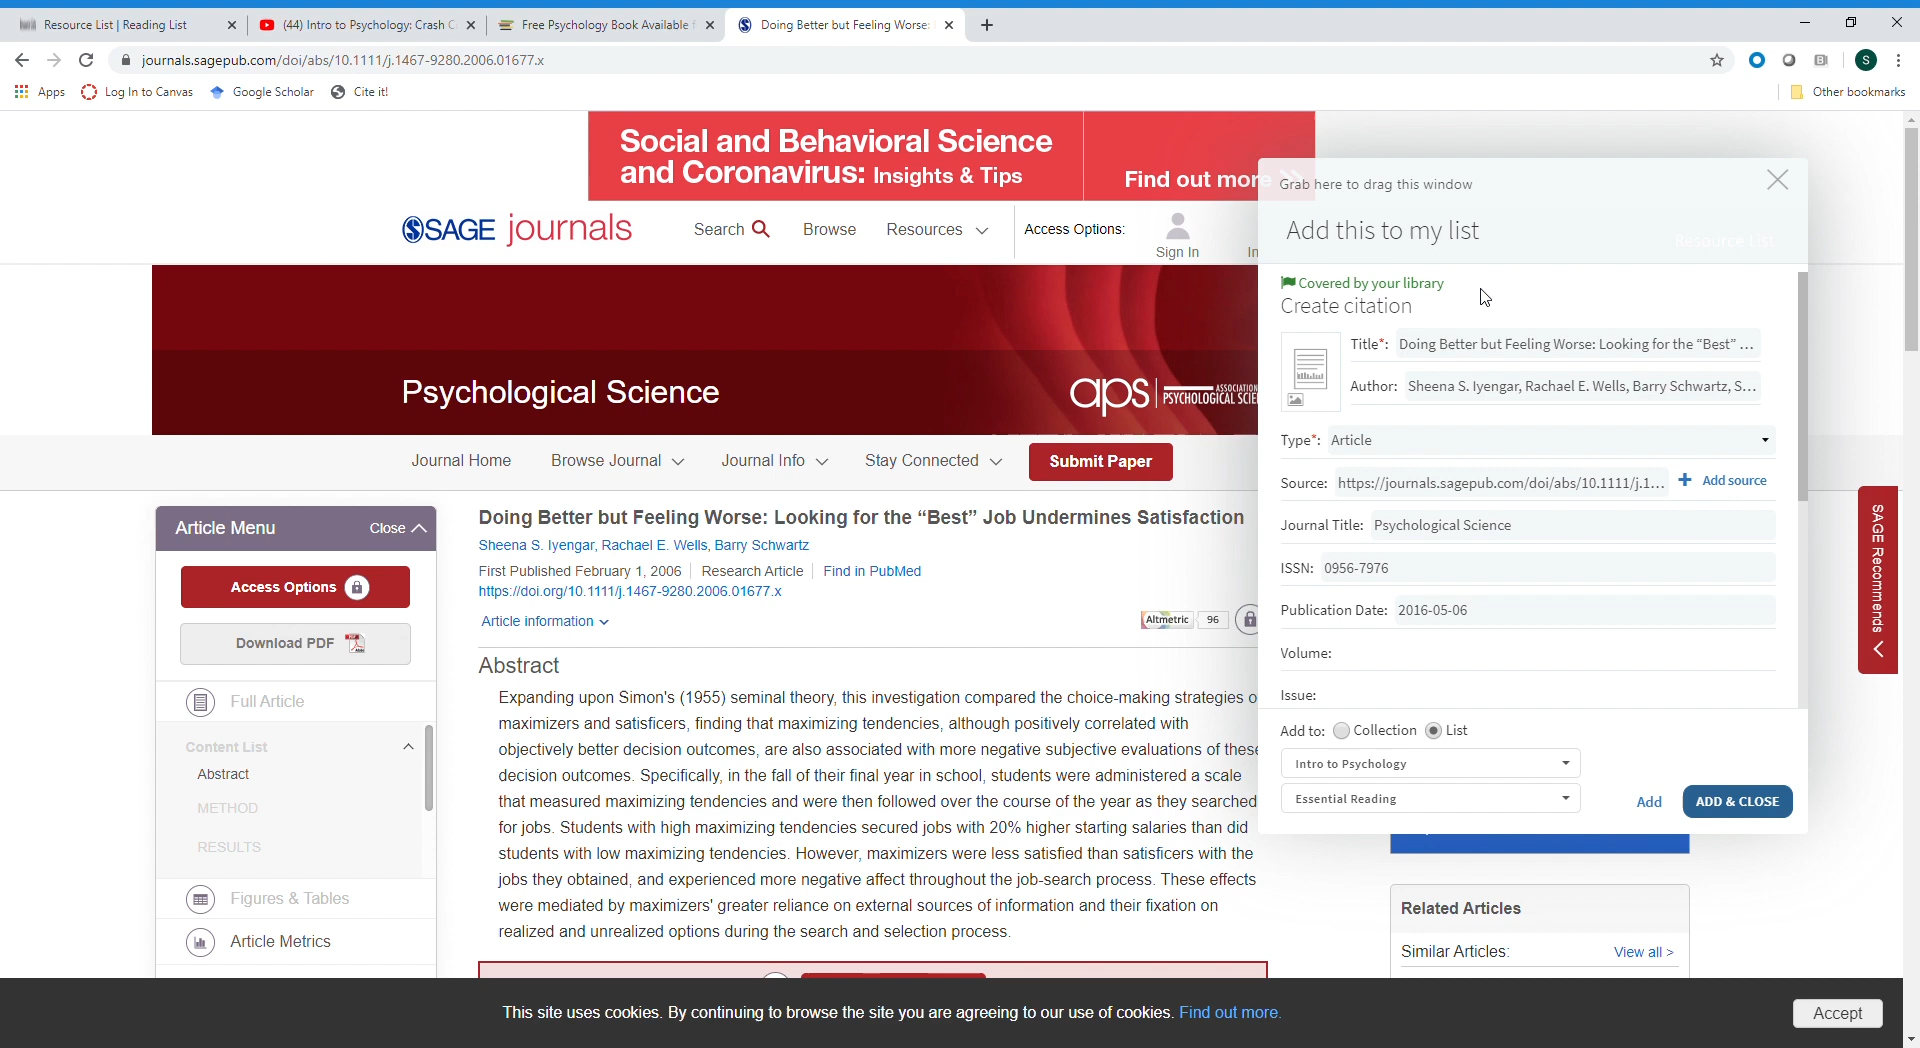 Resource List | Reading List
(44) Intro to Psychology: Crash C
Free Psychology Book Available f
Doing Better but Feeling Worse:
journals.sagepub.com/doi/abs/10.1111/j.1467-9280.2006.01677.x
S
Apps
Log In to Canvas
Google Scholar
Cite it!
Other bookmarks
Social and Behavioral Science
and Coronavirus: Insights & Tips
Find out more
SAGE journals
Search
Browse
Resources
Access Options:
Sign In
In
Psychological Science
aps
ASSOCIATION
PSYCHOLOGICAL SCIE
Journal Home
Browse Journal
Journal Info
Stay Connected
Submit Paper
Article Menu
Close
Access Options
Download PDF
Full Article
Content List
Abstract
METHOD
RESULTS
Figures & Tables
Article Metrics
Doing Better but Feeling Worse: Looking for the “Best” Job Undermines Satisfaction
Sheena S. Iyengar, Rachael E. Wells, Barry Schwartz
First Published February 1, 2006
Research Article
Find in PubMed
https://doi.org/10.1111/j.1467-9280.2006.01677.x
Article information
Altmetric
96
Abstract
Expanding upon Simon's (1955) seminal theory, this investigation compared the choice-making strategies o
maximizers and satisficers, finding that maximizing tendencies, although positively correlated with
objectively better decision outcomes, are also associated with more negative subjective evaluations of these
decision outcomes. Specifically, in the fall of their final year in school, students were administered a scale
that measured maximizing tendencies and were then followed over the course of the year as they searched
for jobs. Students with high maximizing tendencies secured jobs with 20% higher starting salaries than did
students with low maximizing tendencies. However, maximizers were less satisfied than satisficers with the
jobs they obtained, and experienced more negative affect throughout the job-search process. These effects
were mediated by maximizers' greater reliance on external sources of information and their fixation on
realized and unrealized options during the search and selection process.
Grab here to drag this window
Add this to my list
Resource List
Covered by your library
Create citation
Title*: Doing Better but Feeling Worse: Looking for the “Best” ...
Author: Sheena S. Iyengar, Rachael E. Wells, Barry Schwartz, S...
Type*: Article
Source: https://journals.sagepub.com/doi/abs/10.1111/j.1...
Add source
Journal Title: Psychological Science
ISSN: 0956-7976
Publication Date: 2016-05-06
Volume:
Issue:
Add to: Collection List
Intro to Psychology
Essential Reading
Add
ADD & CLOSE
SAGE Recommends
Related Articles
Similar Articles:
View all >
This site uses cookies. By continuing to browse the site you are agreeing to our use of cookies. Find out more.
Accept